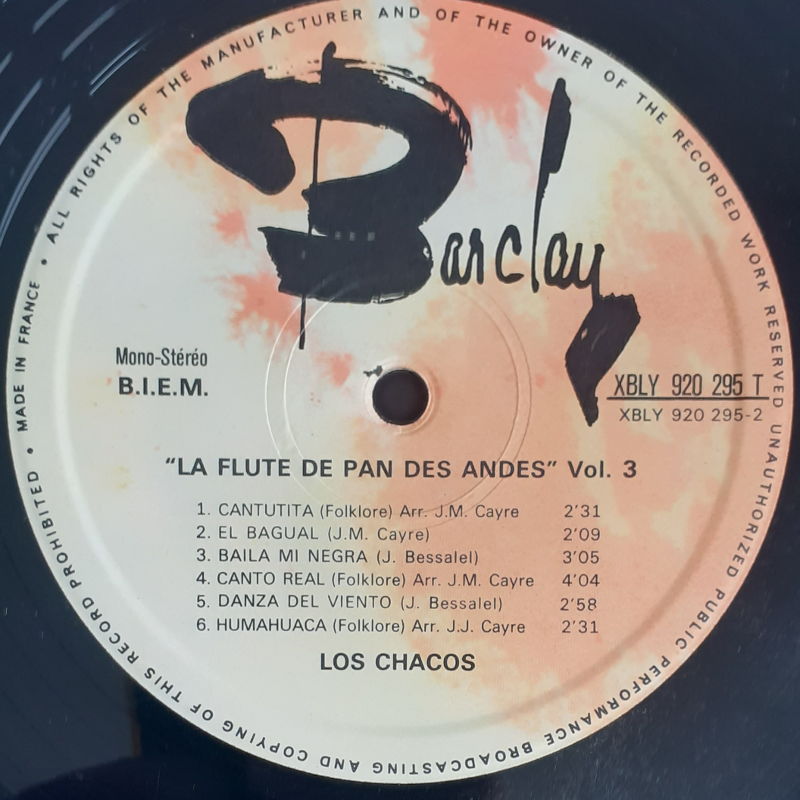 ALL RIGHTS OF THE MANUFACTURER AND OF THE OWNER OF THE RECORDED WORK RESERVED UNAUTHORIZED PUBLIC PERFORMANCE BROADCASTING AND COPYING OF THIS RECORD PROHIBITED • MADE IN FRANCE •
Barclay
Mono-Stéréo
B.I.E.M.
XBLY 920 295 T
XBLY 920 295-2
"LA FLUTE DE PAN DES ANDES" Vol. 3
1. CANTUTITA (Folklore) Arr. J.M. Cayre 2'31
2. EL BAGUAL (J.M. Cayre) 2'09
3. BAILA MI NEGRA (J. Bessalel) 3'05
4. CANTO REAL (Folklore) Arr. J.M. Cayre 4'04
5. DANZA DEL VIENTO (J. Bessalel) 2'58
6. HUMAHUACA (Folklore) Arr. J.J. Cayre 2'31
LOS CHACOS